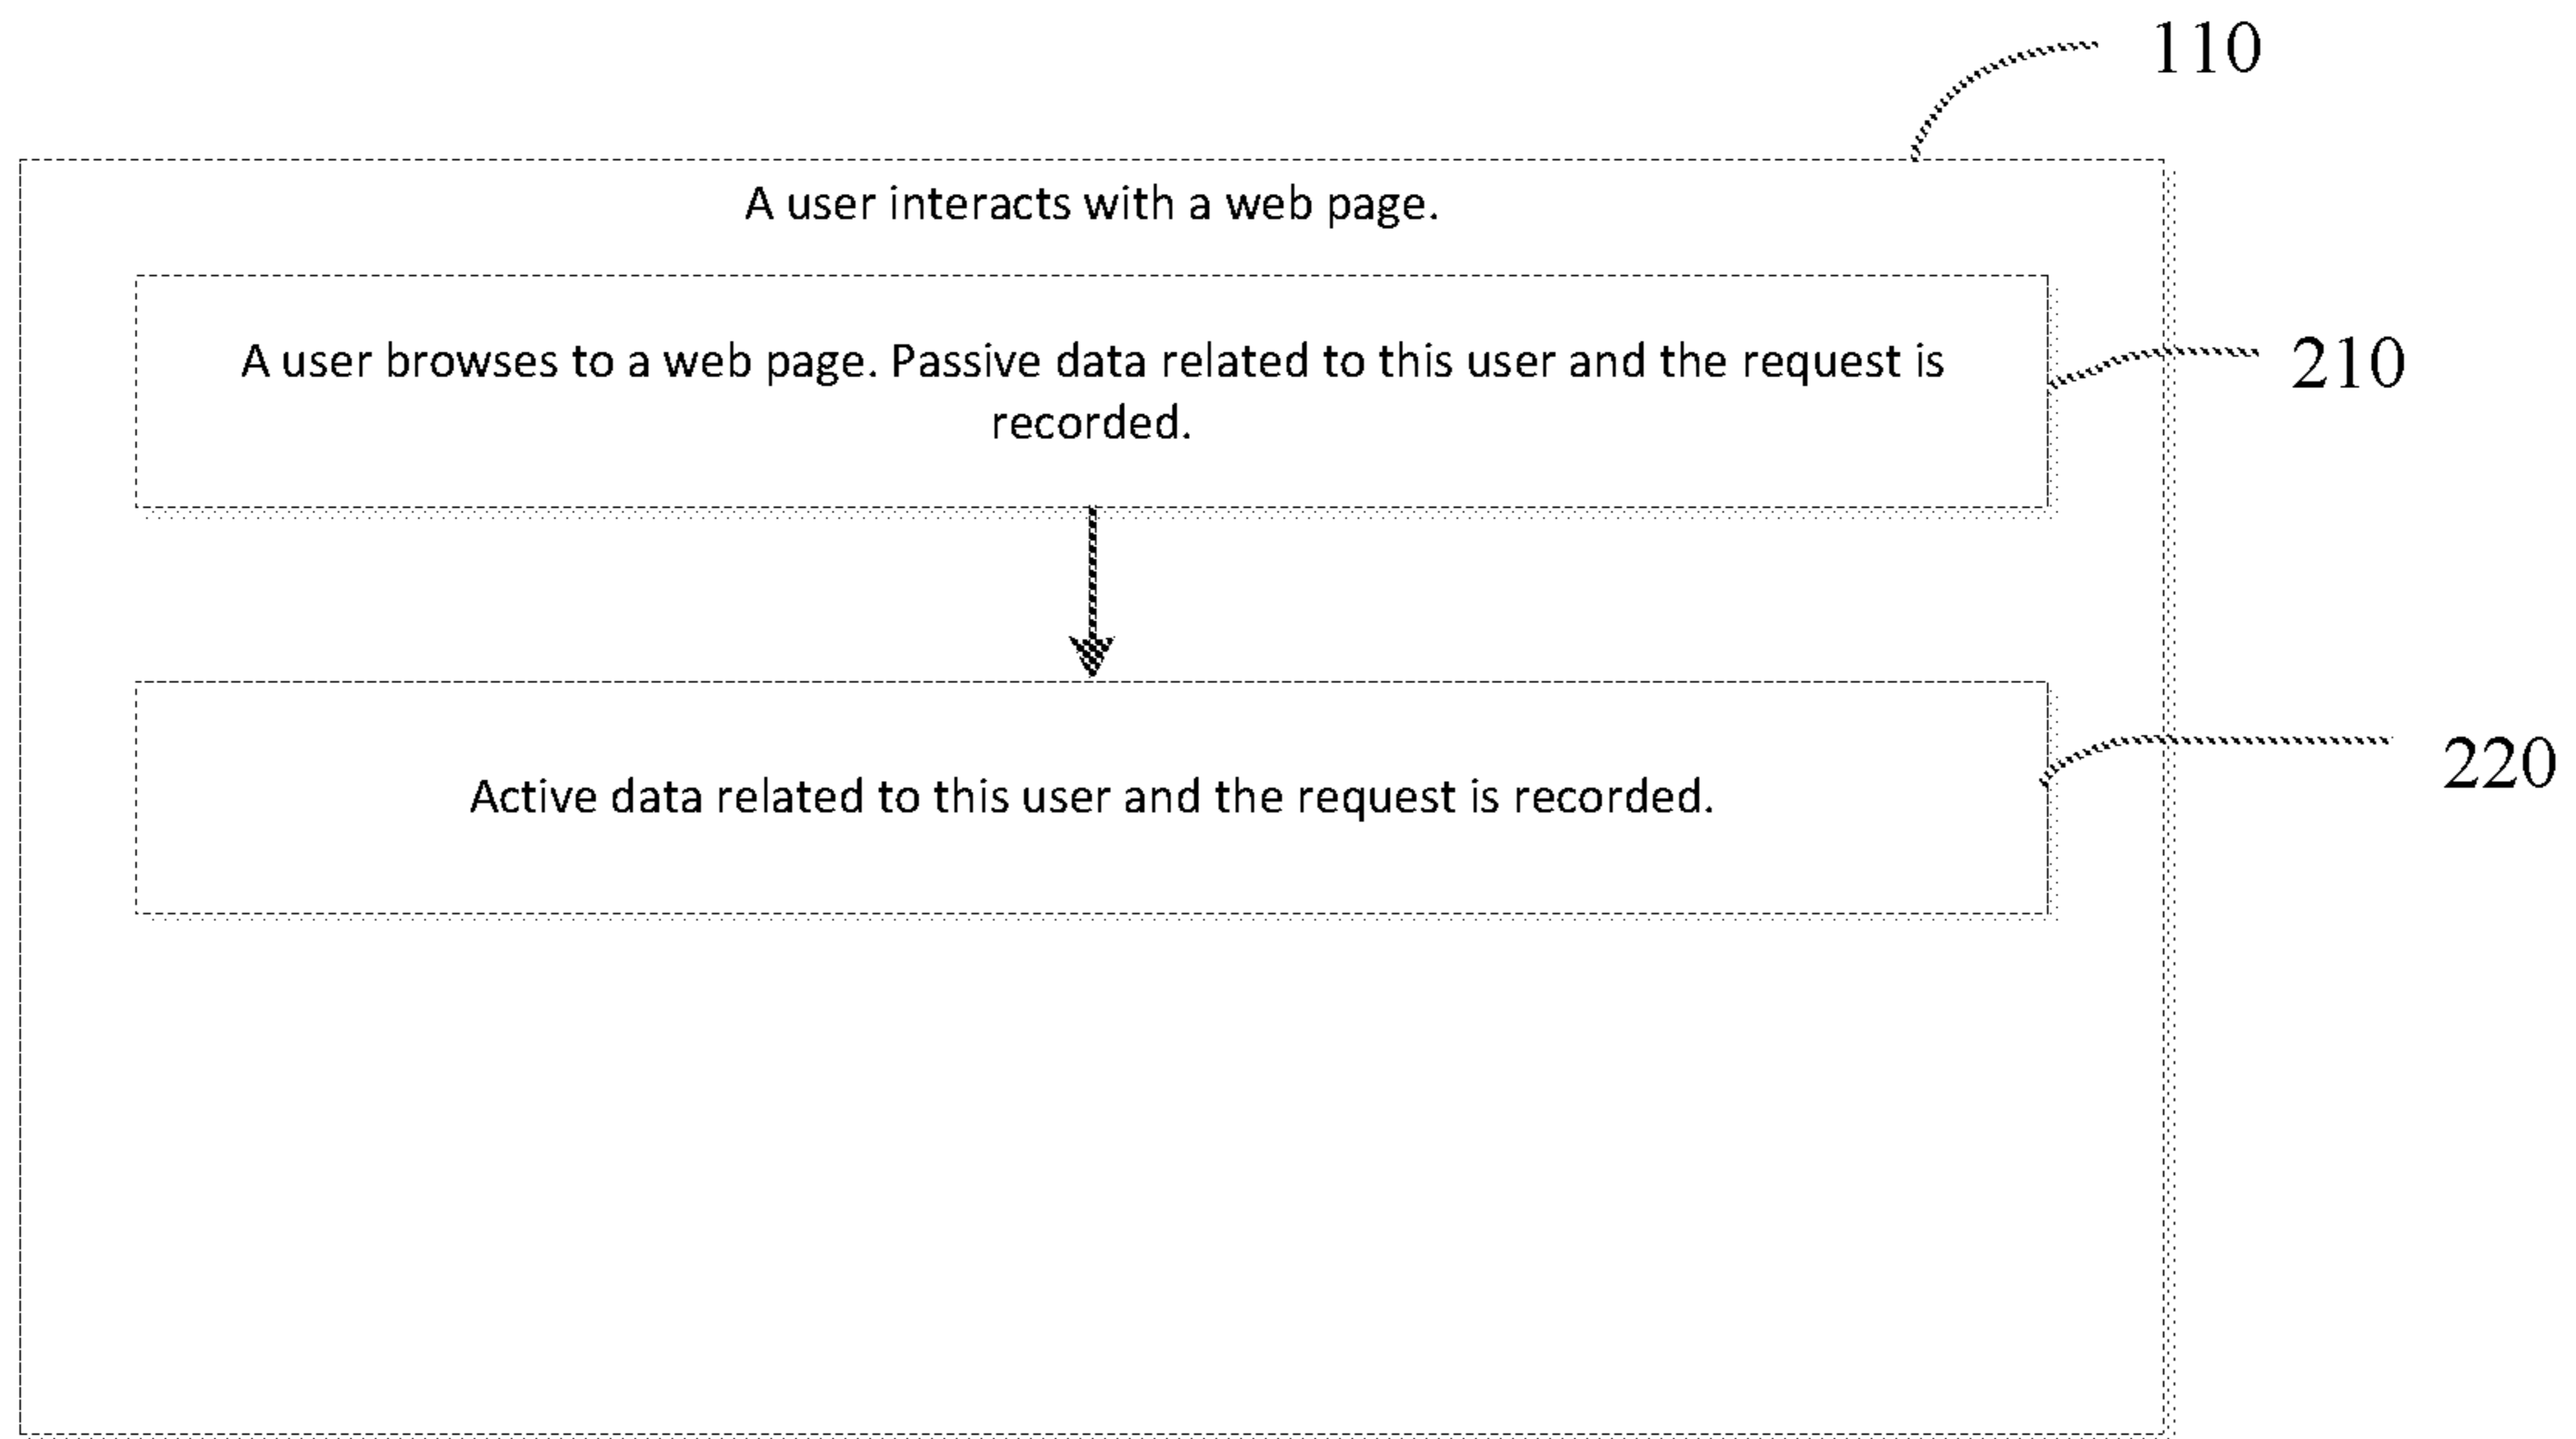 110
A user interacts with a web page.
A user browses to a web page. Passive data related to this user and the request is
recorded.
210
Active data related to this user and the request is recorded.
220